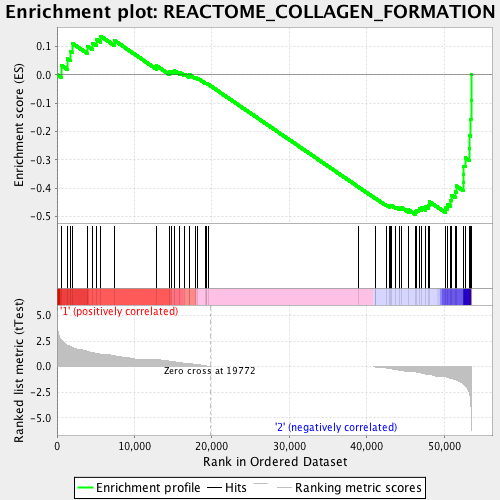 Enrichment plot: REACTOME_COLLAGEN_FORMATION
Enrichment score (ES)
0.1
0.0
-0.1
-0.2
-0.3
-0.4
-0.5
'1' (positively correlated)
Ranked list metric (tTest)
5.0
2.5
0.0
-2.5
-5.0
Zero cross at 19772
'2' (negatively correlated)
0 10,000 20,000 30,000 40,000 50,000
Rank in Ordered Dataset
Enrichment profile Hits Ranking metric scores